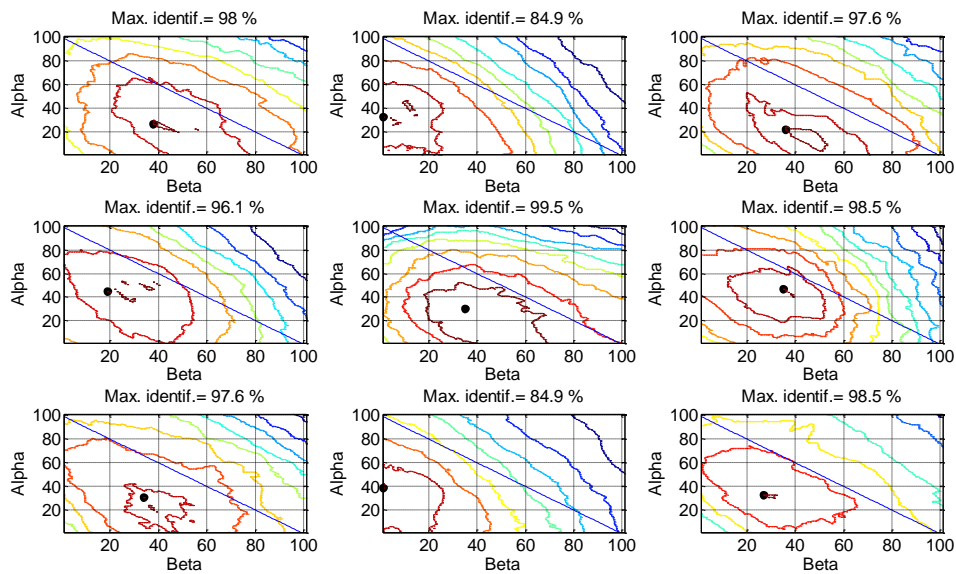 Max. identif.= 98 %
Max. identif.= 84.9 %
Max. identif.= 97.6 %
100
80
60
40
20
Alpha
20 40 60 80 100
Beta
100
80
60
40
20
Alpha
20 40 60 80 100
Beta
100
80
60
40
20
Alpha
20 40 60 80 100
Beta
Max. identif.= 96.1 %
Max. identif.= 99.5 %
Max. identif.= 98.5 %
100
80
60
40
20
Alpha
20 40 60 80 100
Beta
100
80
60
40
20
Alpha
20 40 60 80 100
Beta
100
80
60
40
20
Alpha
20 40 60 80 100
Beta
Max. identif.= 97.6 %
Max. identif.= 84.9 %
Max. identif.= 98.5 %
100
80
60
40
20
Alpha
20 40 60 80 100
Beta
100
80
60
40
20
Alpha
20 40 60 80 100
Beta
100
80
60
40
20
Alpha
20 40 60 80 100
Beta